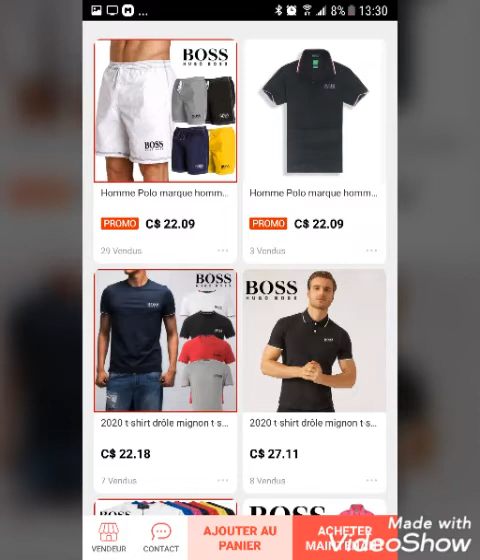 ... 8% 13:30
BOSS
HUGO BOSS
BOSS
Homme Polo marque homm...
Homme Polo marque homm...
PROMO C$ 22.09
PROMO C$ 22.09
29 Vendus
3 Vendus
BOSS
HUGO BOSS
BOSS
HUGO BOSS
2020 t shirt drôle mignon t s...
2020 t shirt drôle mignon t s...
C$ 22.18
C$ 27.11
7 Vendus
8 Vendus
VENDEUR
CONTACT
AJOUTER AU
PANIER
ACHETER
Made with
VideoShow